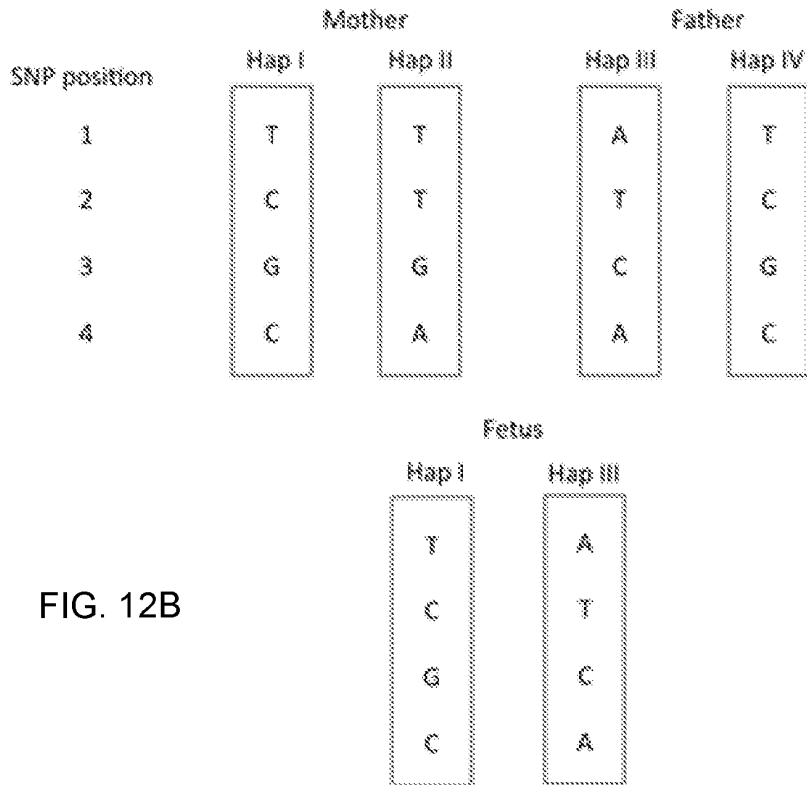 Mother Father
SNP position Hap I Hap II Hap III Hap IV
1 T T A T
2 C T T C
3 G G C G
4 C A A C
Fetus
Hap I Hap III
T A
C T
G C
C A
FIG. 12B